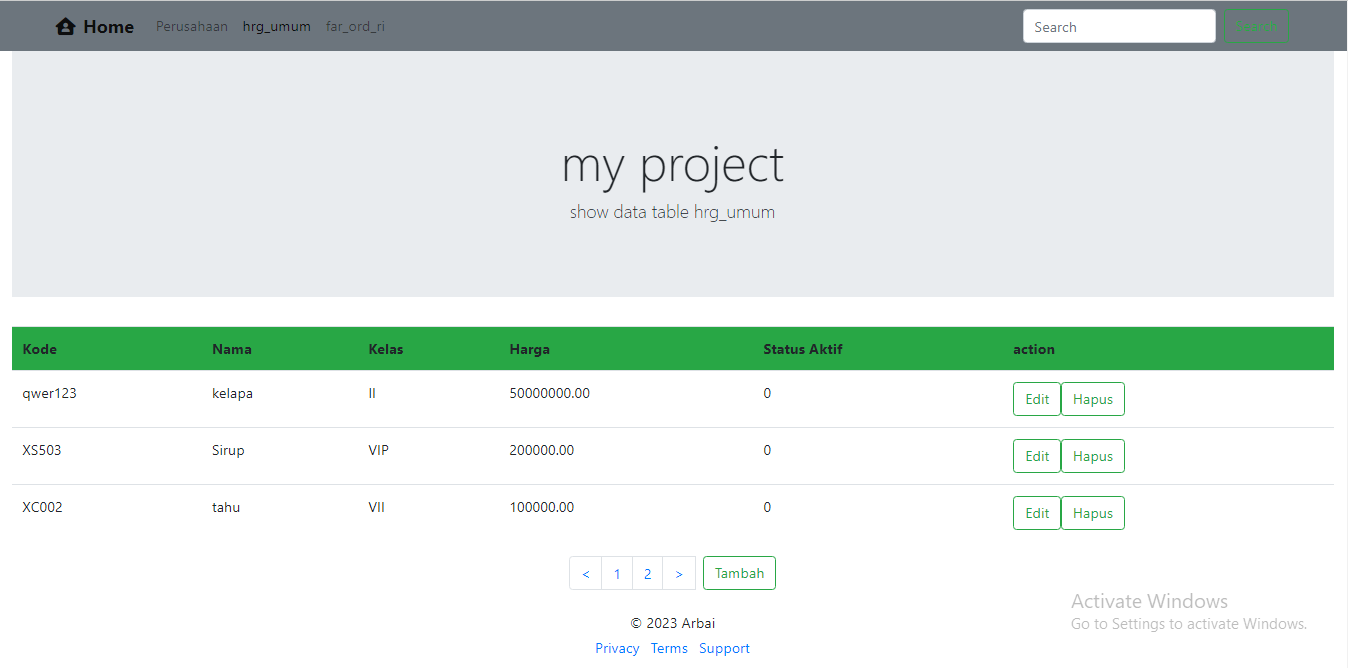 Home Perusahaan hrg_umum far_ord_ri Search Search
my project
show data table hrg_umum
Kode Nama Kelas Harga Status Aktif action
qwer123 kelapa II 50000000.00 0 Edit Hapus
XS503 Sirup VIP 200000.00 0 Edit Hapus
XC002 tahu VII 100000.00 0 Edit Hapus
< 1 2 > Tambah
Activate Windows
Go to Settings to activate Windows.
© 2023 Arbai
Privacy Terms Support